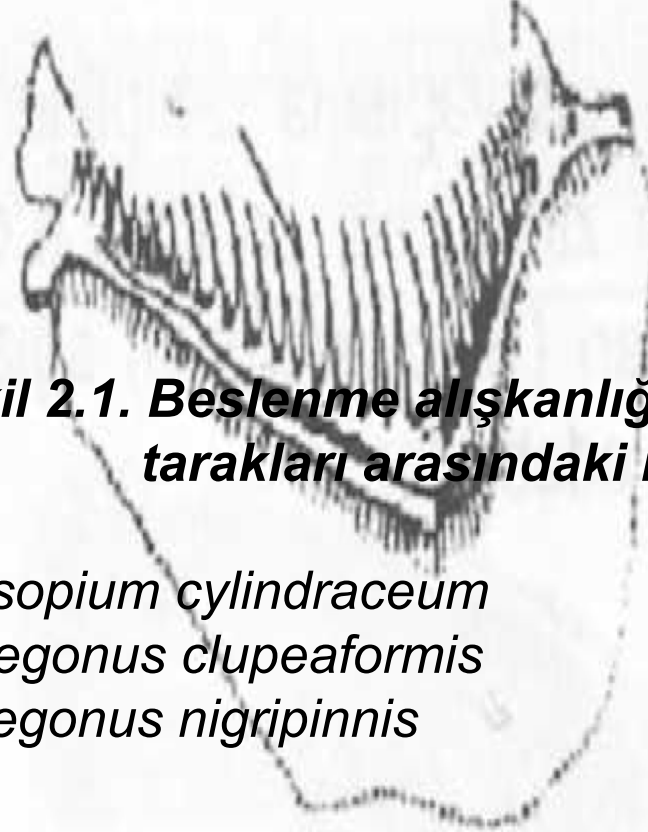 il 2.1. Beslenme alışkanlığ
tarakları arasındaki
sopium cylindraceum
egonus clupeaformis
egonus nigripinnis